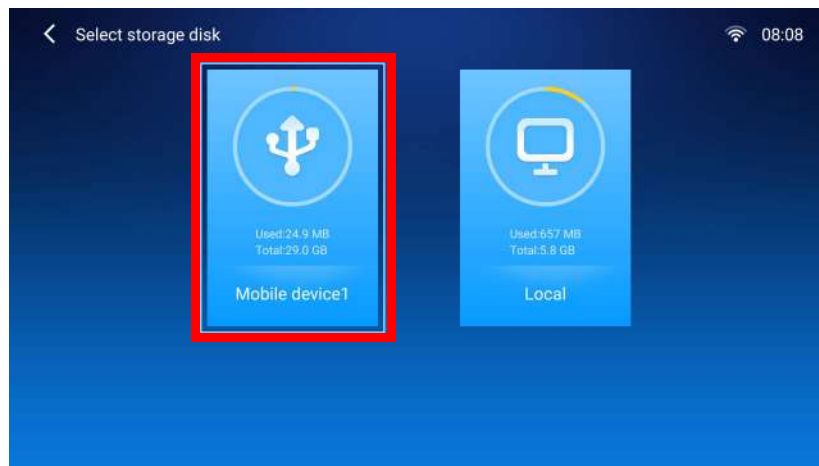 Select storage disk
08:08
Used:24.9 MB
Total:29.0 GB
Mobile device1
Used:657 MB
Total:5.8 GB
Local